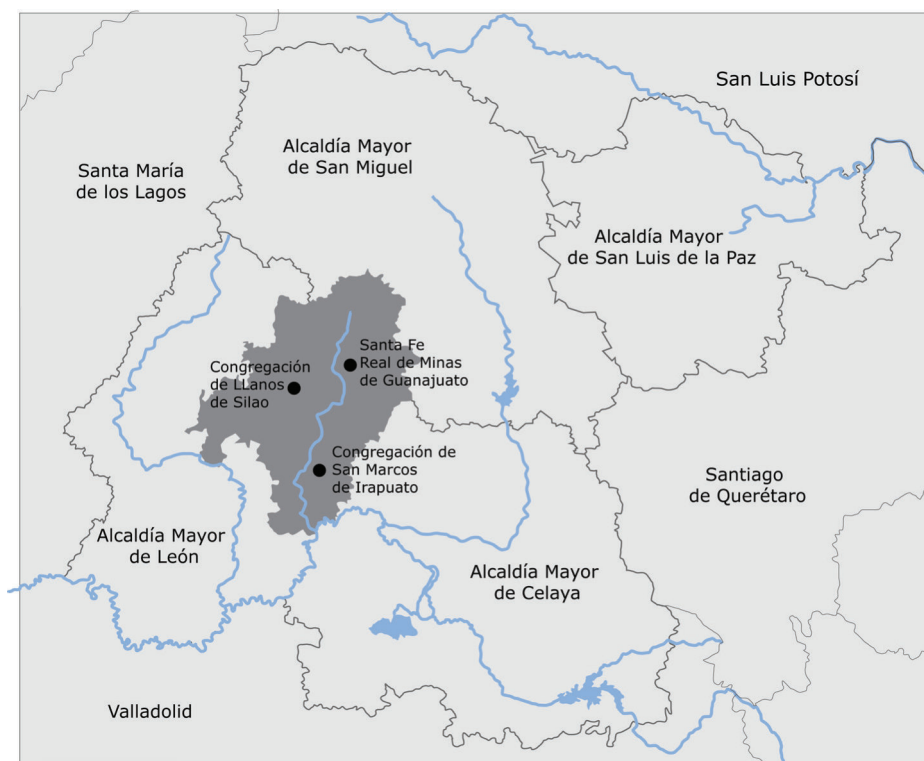 San Luis Potosí
Alcaldía Mayor
de San Miguel
Santa María
de los Lagos
Alcaldía Mayor
de San Luis de la Paz
Santa Fe
Real de Minas
de Guanajuato
Congregación
de LLanos
de Silao
Congregación de
San Marcos
de Irapuato
Santiago
de Querétaro
Alcaldía Mayor
de León
Alcaldía Mayor
de Celaya
Valladolid